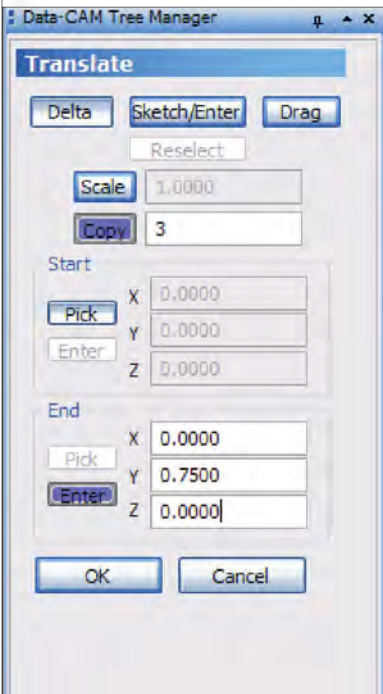 Data-CAM Tree Manager
Translate
Delta Sketch/Enter Drag
Reselect
Scale 1.0000
Copy 3
Start
Pick X 0.0000
Y 0.0000
Enter
Z 0.0000
End
X 0.0000
Pick
Y 0.7500
Enter
Z 0.0000
OK Cancel